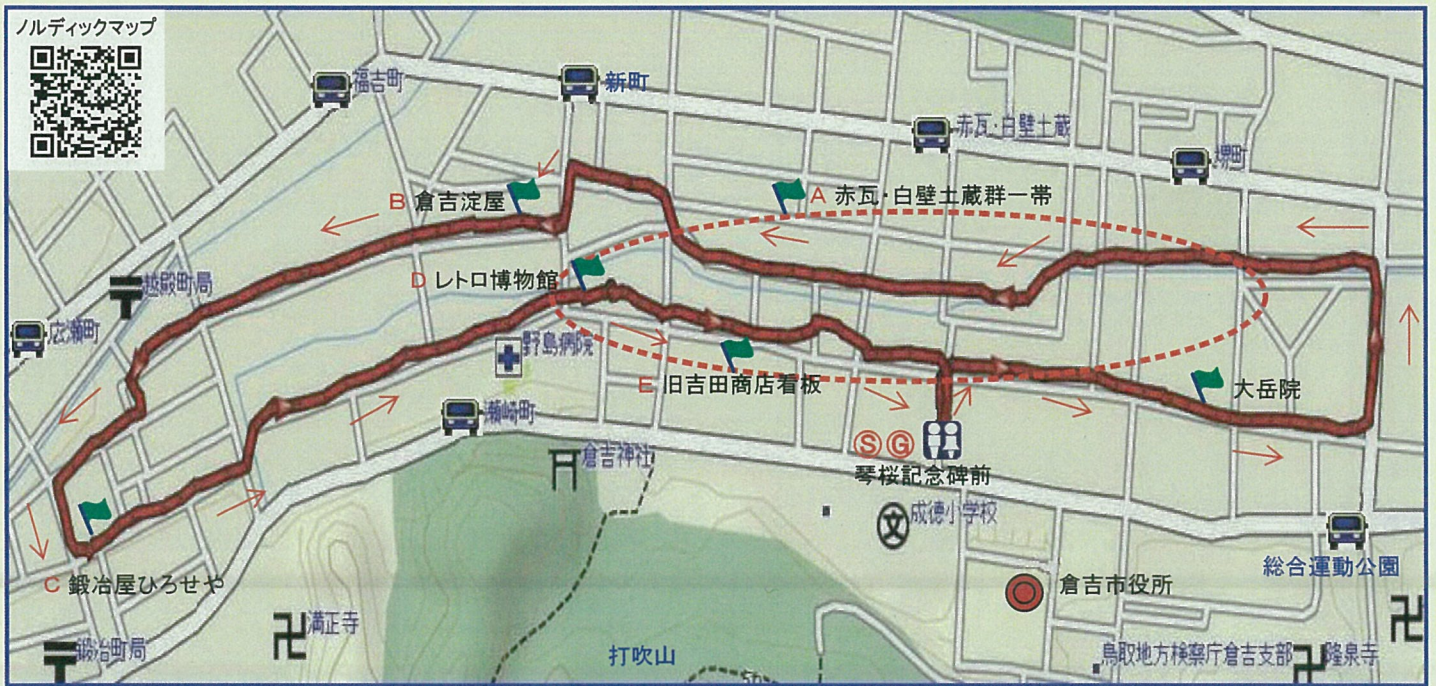 ノルディックマップ
福吉町
新町
赤瓦・白壁土蔵
堺町
B 倉吉淀屋
A 赤瓦・白壁土蔵群一帯
D レトロ博物館
越殿町局
広瀬町
野島病院
E 旧吉田商店看板
大岳院
瀬崎町
S G
琴桜記念碑前
倉吉神社
文
成徳小学校
総合運動公園
C 鍛冶屋ひろせや
倉吉市役所
満正寺
鍛冶町局
打吹山
鳥取地方検察庁倉吉支部
隆泉寺